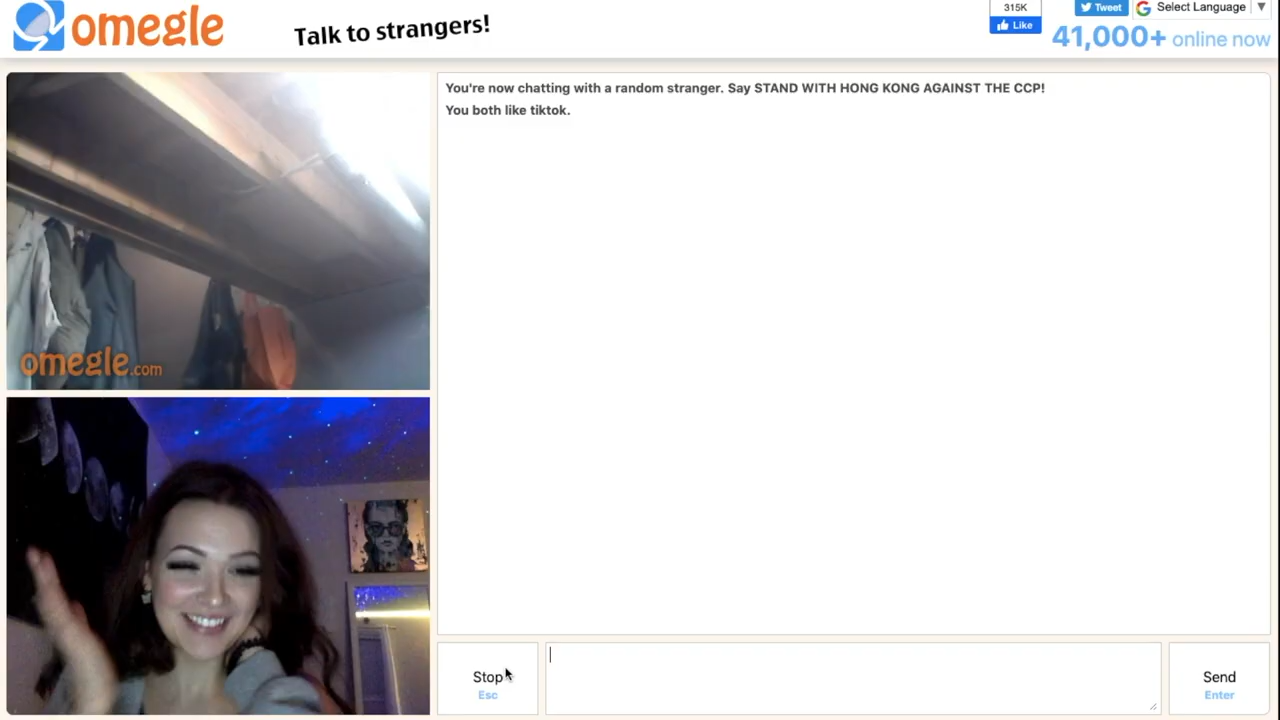 omegle
Talk to strangers!
315K
Like
Tweet
Select Language ▼
41,000+ online now
You're now chatting with a random stranger. Say STAND WITH HONG KONG AGAINST THE CCP!
You both like tiktok.
omegle.com
Stop
Esc
Send
Enter